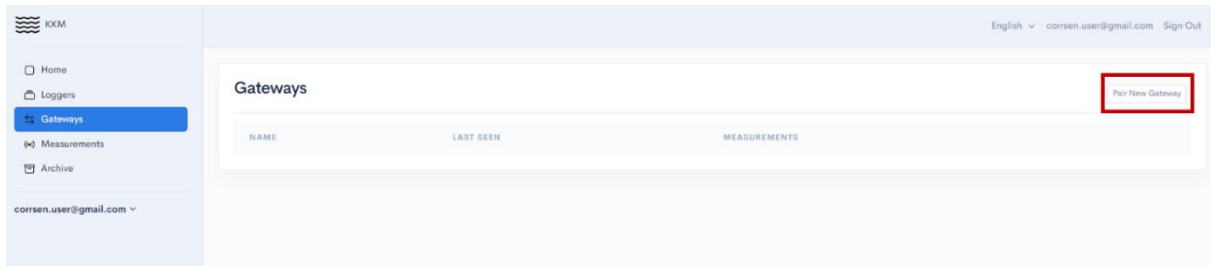 KKM
English corrsen.user@gmail.com Sign Out
Home
Loggers
Gateways
Measurements
Archive
corrsen.user@gmail.com
Gateways
Pair New Gateway
NAME LAST SEEN MEASUREMENTS